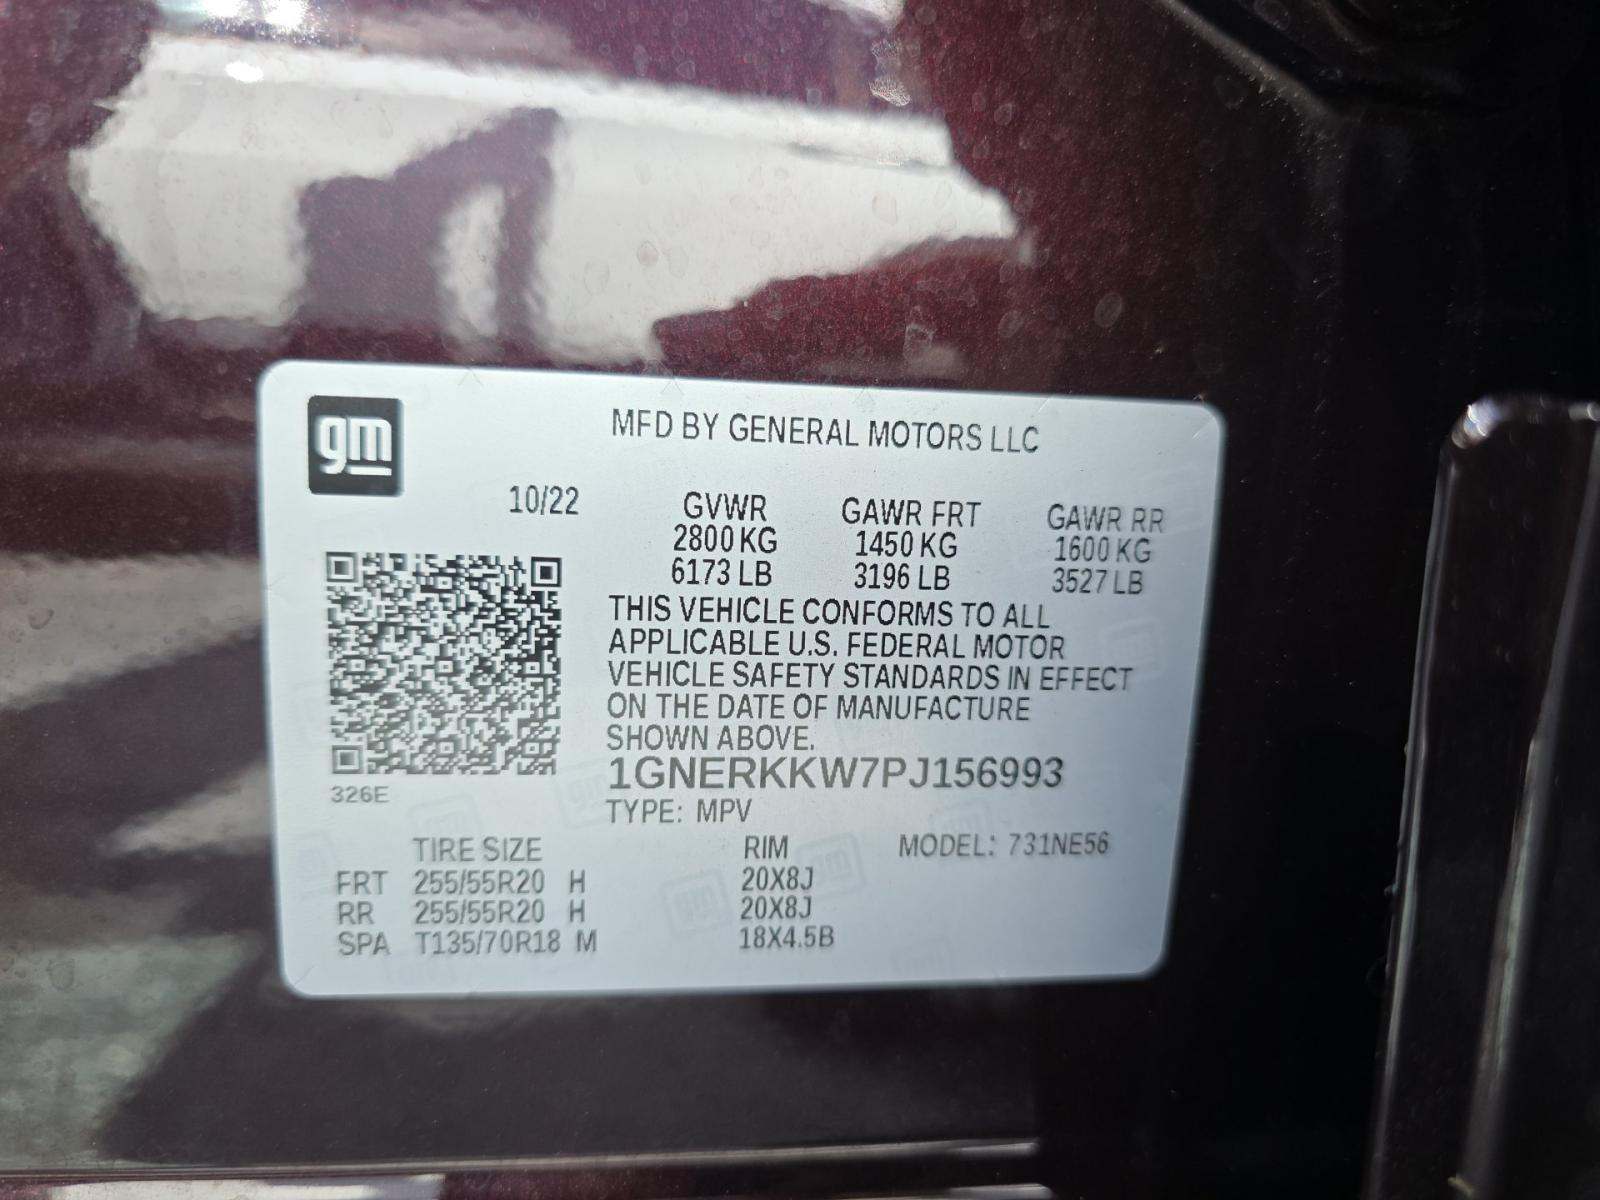 gm
MFD BY GENERAL MOTORS LLC
10/22 GVWR GAWR FRT GAWR RR
2800 KG 1450 KG 1600 KG
6173 LB 3196 LB 3527 LB
THIS VEHICLE CONFORMS TO ALL
APPLICABLE U.S. FEDERAL MOTOR
VEHICLE SAFETY STANDARDS IN EFFECT
ON THE DATE OF MANUFACTURE
SHOWN ABOVE.
1GNERKKW7PJ156993
326E
TYPE: MPV
TIRE SIZE RIM MODEL: 731NE56
FRT 255/55R20 H 20X8J
RR 255/55R20 H 20X8J
SPA T135/70R18 M 18X4.5B